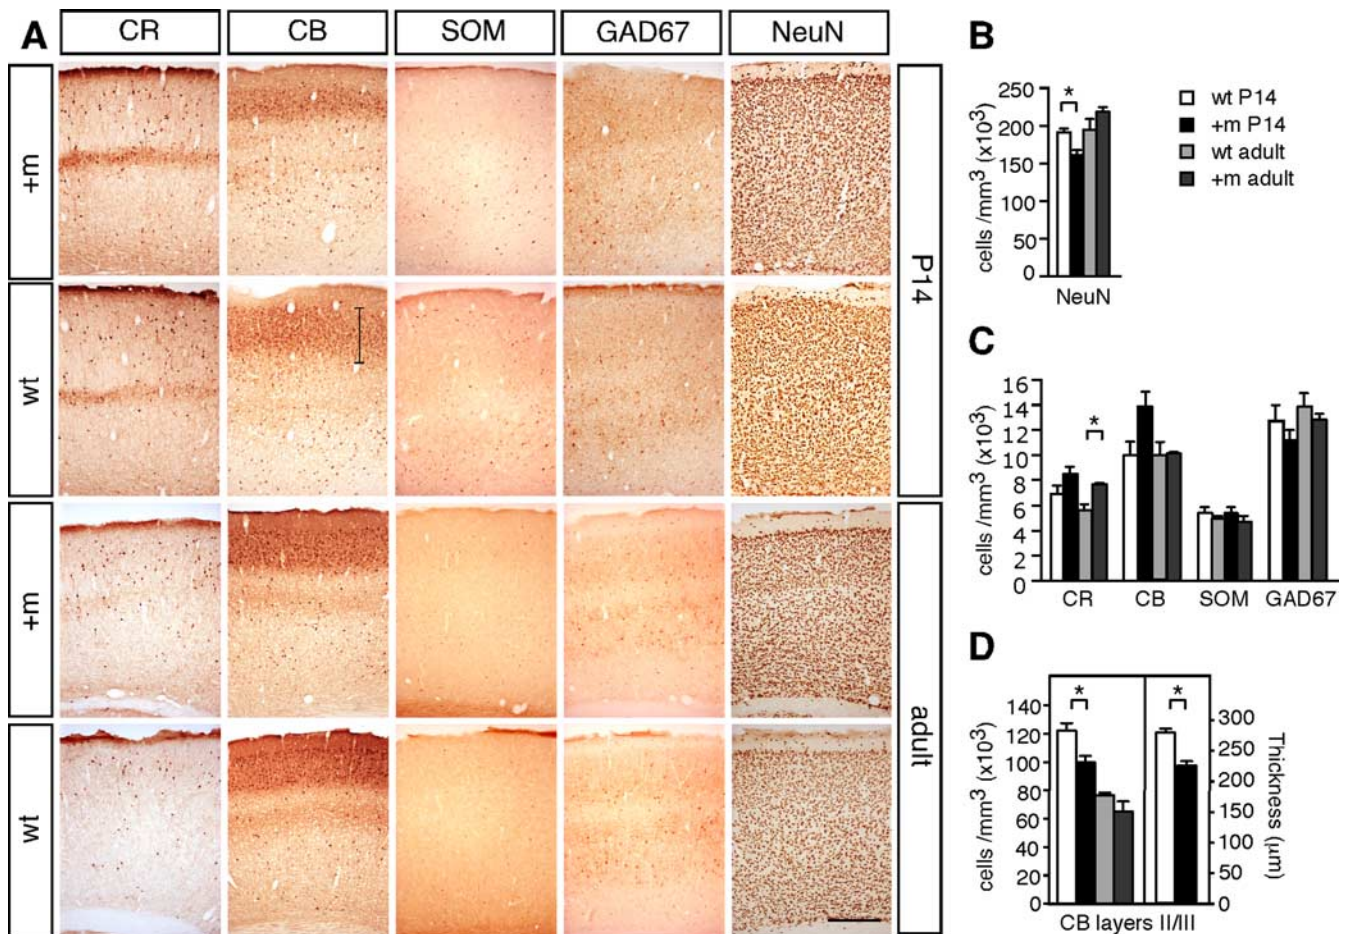 A
CR
CB
SOM
GAD67
NeuN
+m
wt
+m
wt
P14
adult
B
250
200
150
100
50
0
cells /mm³ (x10³)
*
NeuN
wt P14
+m P14
wt adult
+m adult
C
16
14
12
10
8
6
4
2
0
cells /mm³ (x10³)
*
CR
CB
SOM
GAD67
D
140
120
100
80
60
40
20
0
cells /mm³ (x10³)
*
*
300
250
200
150
100
50
0
Thickness (μm)
CB layers II/III